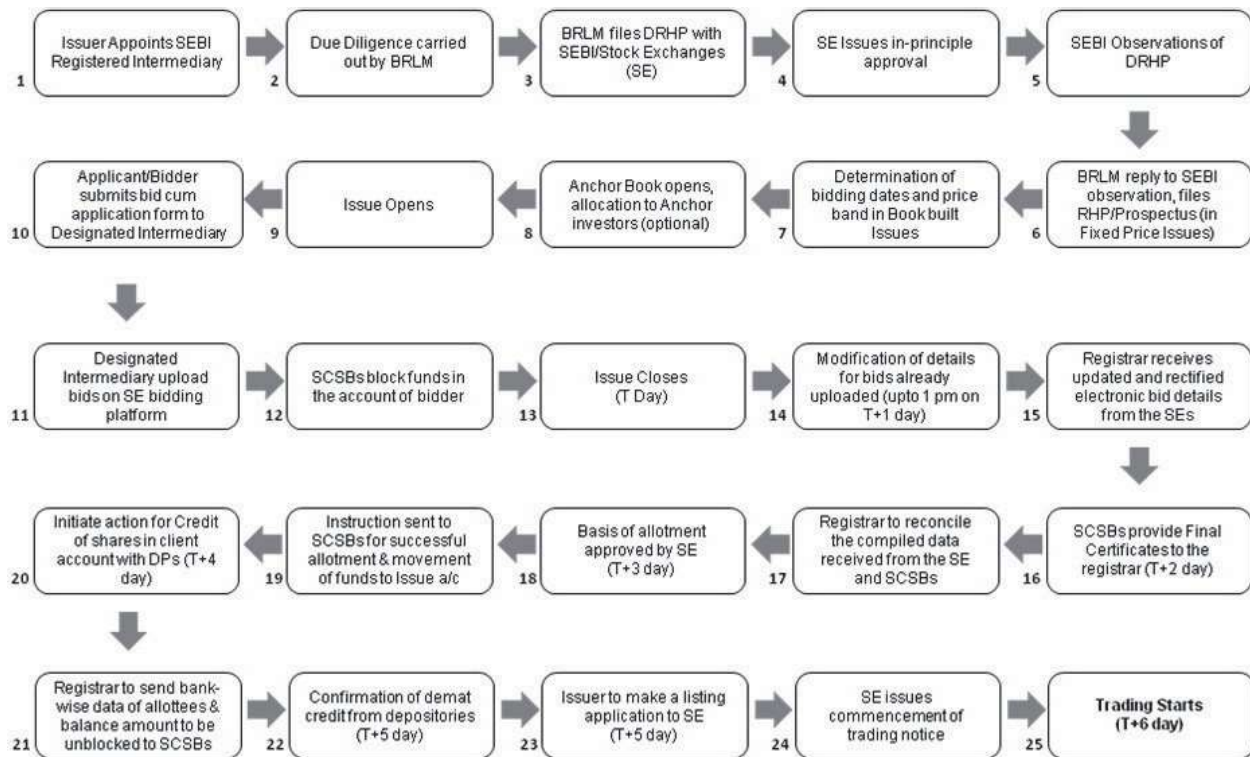 Issuer Appoints SEBI
Registered Intermediary
1
Due Diligence carried
out by BRLM
2
BRLM files DRHP with
SEBI/Stock Exchanges
(SE)
3
SE Issues in-principle
approval
4
SEBI Observations of
DRHP
5
BRLM reply to SEBI
observation, files
RHP/Prospectus (in
Fixed Price Issues)
6
Determination of
bidding dates and price
band in Book built
Issues
7
Anchor Book opens,
allocation to Anchor
investors (optional)
8
Issue Opens
9
Applicant/Bidder
submits bid cum
application form to
Designated Intermediary
10
Designated
Intermediary upload
bids on SE bidding
platform
11
SCSBs block funds in
the account of bidder
12
Issue Closes
(T Day)
13
Modification of details
for bids already
uploaded (upto 1 pm on
T+1 day)
14
Registrar receives
updated and rectified
electronic bid details
from the SEs
15
SCSBs provide Final
Certificates to the
registrar (T+2 day)
16
Registrar to reconcile
the compiled data
received from the SE
and SCSBs
17
Basis of allotment
approved by SE
(T+3 day)
18
Instruction sent to
SCSBs for successful
allotment & movement
of funds to Issue a/c
19
Initiate action for Credit
of shares in client
account with DPs (T+4
day)
20
Registrar to send bank-
wise data of allottees &
balance amount to be
unblocked to SCSBs
21
Confirmation of demat
credit from depositories
(T+5 day)
22
Issuer to make a listing
application to SE
(T+5 day)
23
SE issues
commencement of
trading notice
24
Trading Starts
(T+6 day)
25